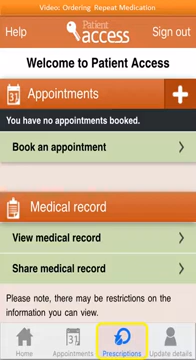 Video: Ordering Repeat Medication
Help
Patient
access
Sign out
Welcome to Patient Access
31
Appointments
You have no appointments booked.
Book an appointment
Medical record
View medical record
Share medical record
Please note, there may be restrictions on
the information you can view.
Home
31
Appointments
Prescriptions
Update details